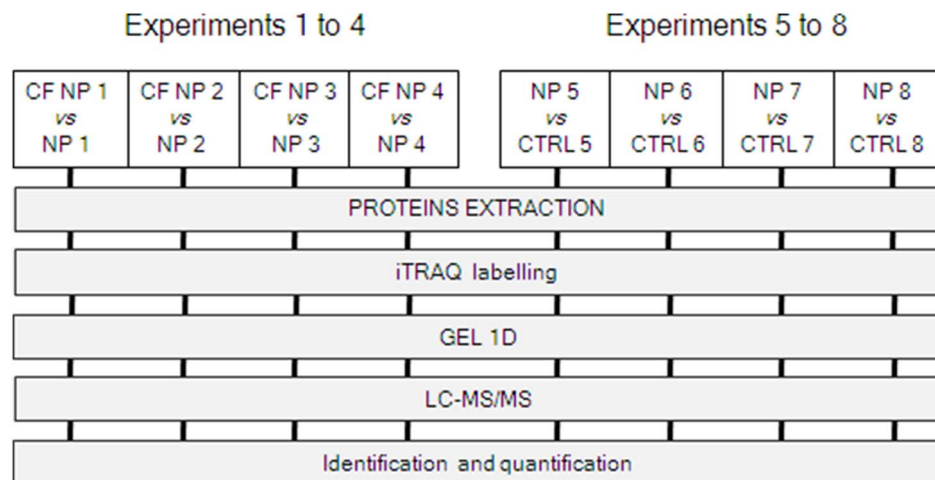 Experiments 1 to 4
Experiments 5 to 8
CF NP 1
vs
NP 1
CF NP 2
vs
NP 2
CF NP 3
vs
NP 3
CF NP 4
vs
NP 4
NP 5
vs
CTRL 5
NP 6
vs
CTRL 6
NP 7
vs
CTRL 7
NP 8
vs
CTRL 8
PROTEINS EXTRACTION
iTRAQ labelling
GEL 1D
LC-MS/MS
Identification and quantification